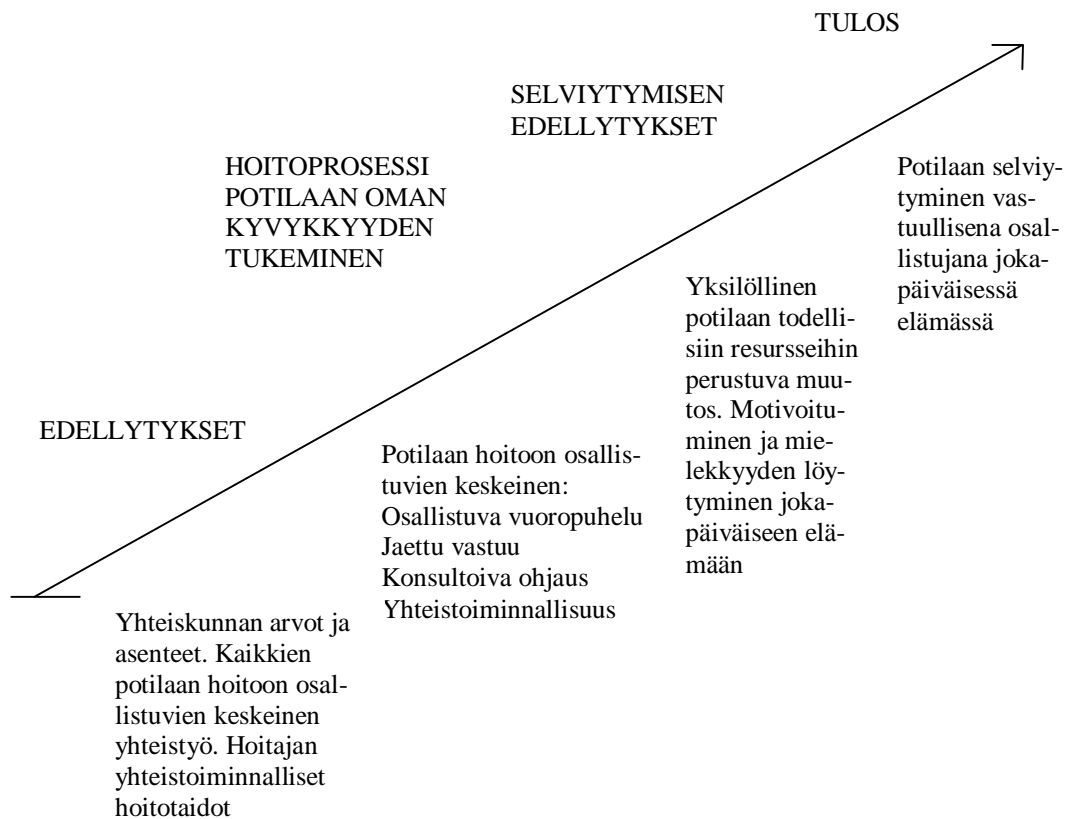 TULOS
SELVIYTYMISEN
EDELLYTYKSET
HOITOPROSESSI
POTILAAN OMAN
KYVYKKYYDEN
TUKEMINEN
Potilaan selviy-
tyminen vas-
tuullisena osal-
listujana joka-
päiväisessä
elämässä
Yksilöllinen
potilaan todelli-
siin resursseihin
perustuva muu-
tos. Motivoitu-
minen ja mie-
lekkyyden löy-
tyminen joka-
päiväiseen elä-
mään
EDELLYTYKSET
Potilaan hoitoon osallis-
tuvien keskeinen:
Osallistuva vuoropuhelu
Jaettu vastuu
Konsultoiva ohjaus
Yhteistoiminnallisuus
Yhteiskunnan arvot ja
asenteet. Kaikkien
potilaan hoitoon osal-
listuvien keskeinen
yhteistyö. Hoitajan
yhteistoiminnalliset
hoitotaidot